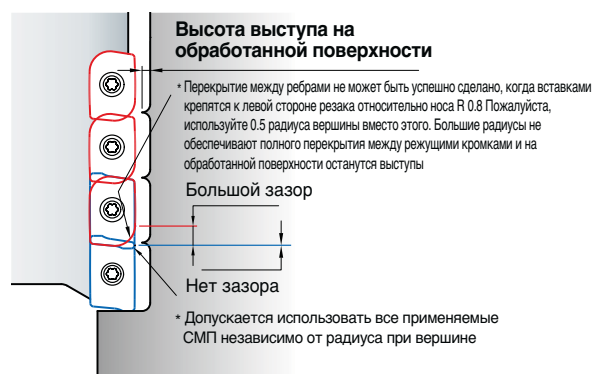 Высота выступа на
обработанной поверхности
* Перекрытие между ребрами не может быть успешно сделано, когда вставками
крепятся к левой стороне резака относительно носа R 0.8 Пожалуйста,
используйте 0.5 радиуса вершины вместо этого. Большие радиусы не
обеспечивают полного перекрытия между режущими кромками и на
обработанной поверхности останутся выступы
Большой зазор
Нет зазора
* Допускается использовать все применяемые
СМП независимо от радиуса при вершине